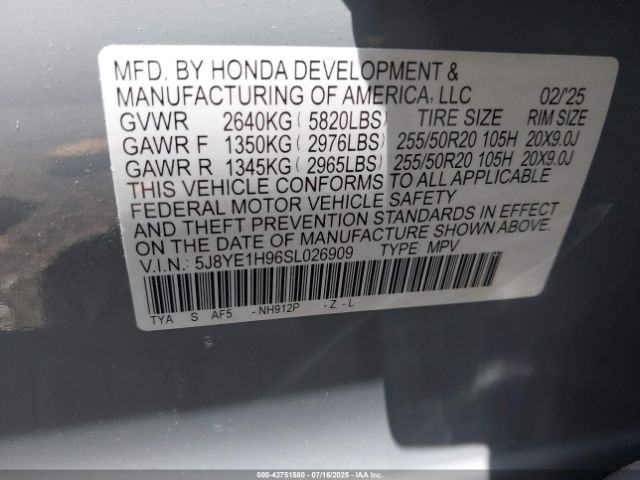 MFD. BY HONDA DEVELOPMENT &
MANUFACTURING OF AMERICA, LLC 02/'25
GVWR 2640KG (5820LBS) TIRE SIZE RIM SIZE
GAWR F 1350KG (2976LBS) 255/50R20 105H 20X9.0J
GAWR R 1345KG (2965LBS) 255/50R20 105H 20X9.0J
THIS VEHICLE CONFORMS TO ALL APPLICABLE
FEDERAL MOTOR VEHICLE SAFETY
AND THEFT PREVENTION STANDARDS IN EFFECT
ON THE DATE OF MANUFACTURE SHOWN ABOVE.
V.I.N.: 5J8YE1H96SL026909 TYPE: MPV
TYA S AF5 -NH912P -Z-L
000-42751580 - 07/16/2025 - IAA Inc.